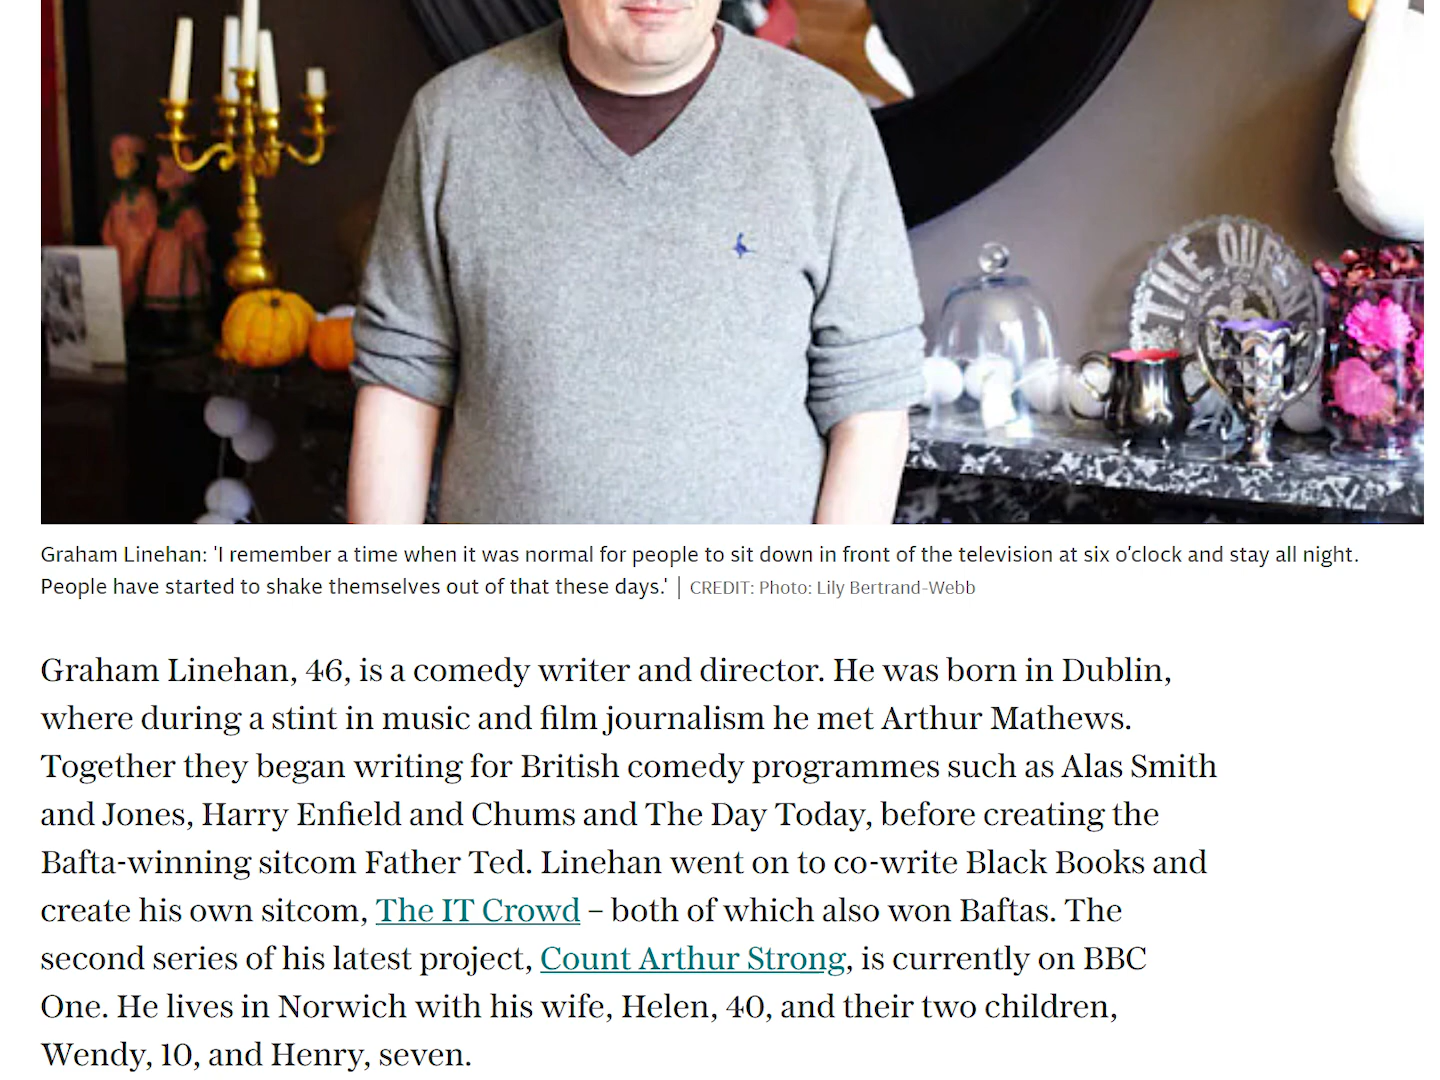 THE QUEEN
Graham Linehan: 'I remember a time when it was normal for people to sit down in front of the television at six o'clock and stay all night.
People have started to shake themselves out of that these days.' | CREDIT: Photo: Lily Bertrand-Webb
Graham Linehan, 46, is a comedy writer and director. He was born in Dublin,
where during a stint in music and film journalism he met Arthur Mathews.
Together they began writing for British comedy programmes such as Alas Smith
and Jones, Harry Enfield and Chums and The Day Today, before creating the
Bafta-winning sitcom Father Ted. Linehan went on to co-write Black Books and
create his own sitcom, The IT Crowd – both of which also won Baftas. The
second series of his latest project, Count Arthur Strong, is currently on BBC
One. He lives in Norwich with his wife, Helen, 40, and their two children,
Wendy, 10, and Henry, seven.